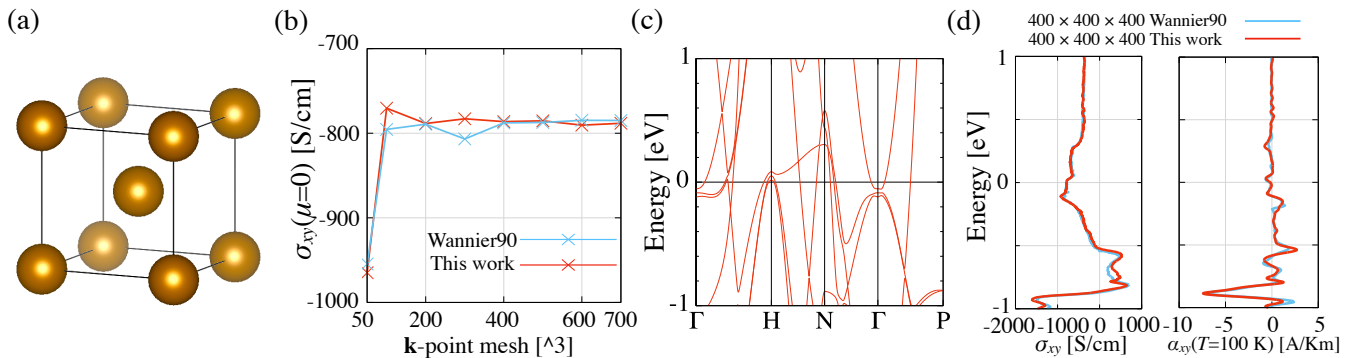 (a)
(b)
σxy(μ=0) [S/cm]
-700
-800
-900
-1000
50
200
400
600
700
k-point mesh [^3]
Wannier90
This work
(c)
Energy [eV]
1
0
-1
Γ
H
N
Γ
P
(d)
400 × 400 × 400 Wannier90
400 × 400 × 400 This work
Energy [eV]
1
0
-1
-2000
-1000
0
1000
σxy [S/cm]
-10
-5
0
5
10
αxy(T=100 K) [A/Km]